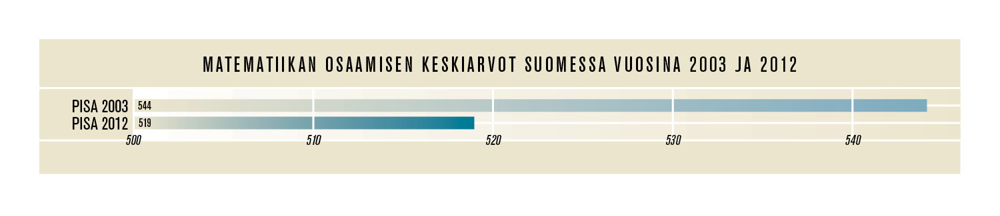 MATEMATIIKAN OSAAMISEN KESKIARVOT SUOMESSA VUOSINA 2003 JA 2012
PISA 2003 544
PISA 2012 519
500 510 520 530 540